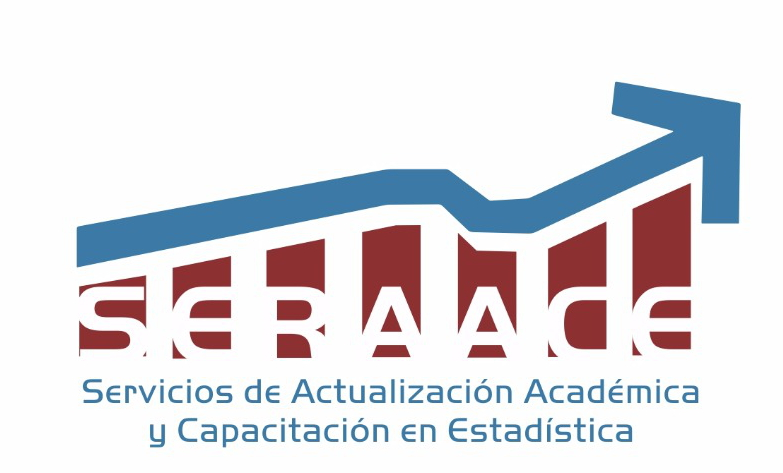 SERAACE
Servicios de Actualización Académica
y Capacitación en Estadística